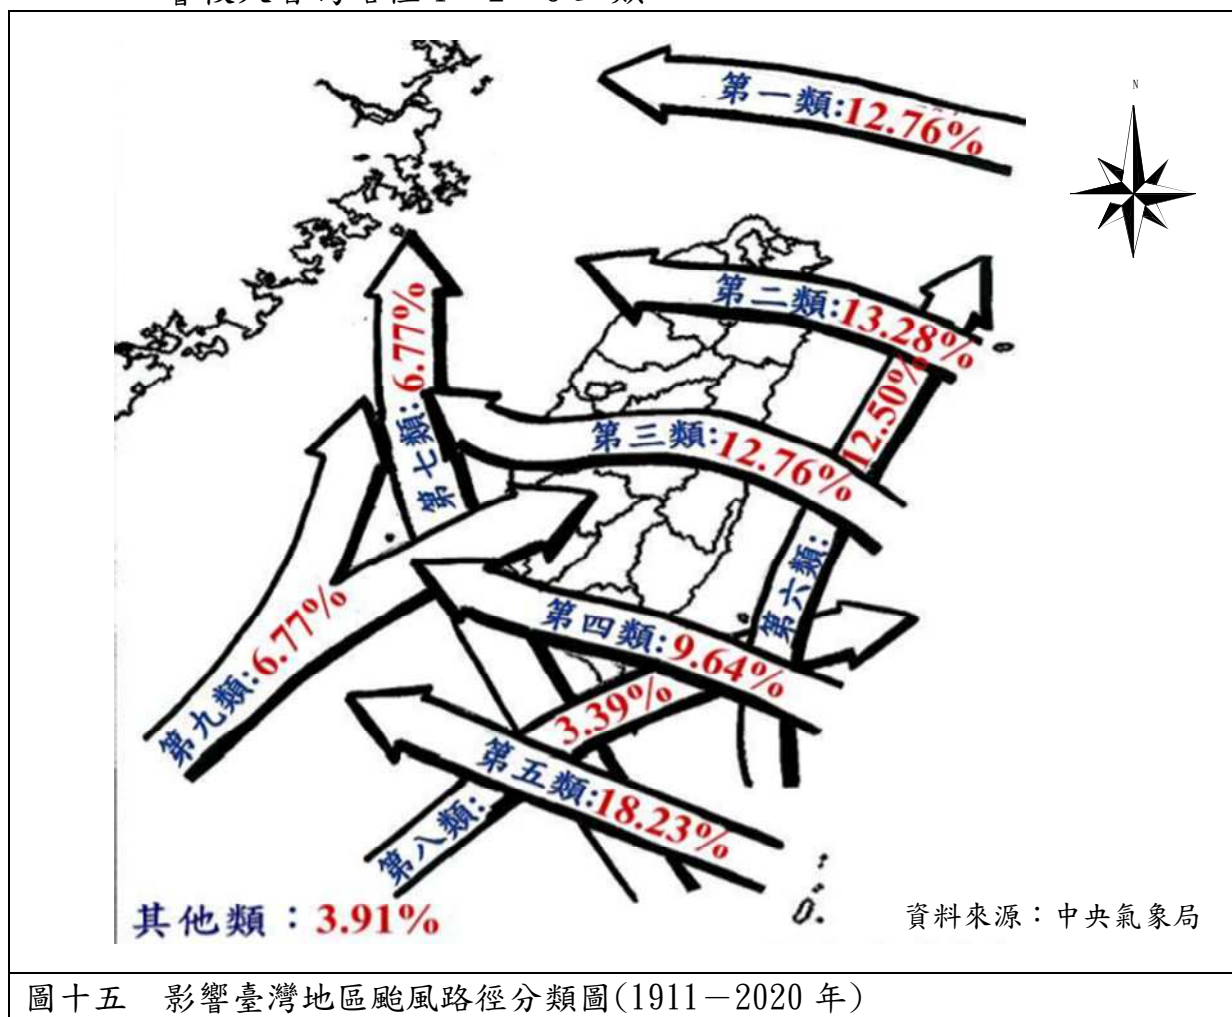 N
第一類:12.76%
第二類:13.28%
第三類:12.76%
第四類:9.64%
第五類:18.23%
第六類:12.50%
第七類:6.77%
第八類:3.39%
第九類:6.77%
其他類：3.91%
資料來源：中央氣象局
圖十五　影響臺灣地區颱風路徑分類圖(1911－2020 年)